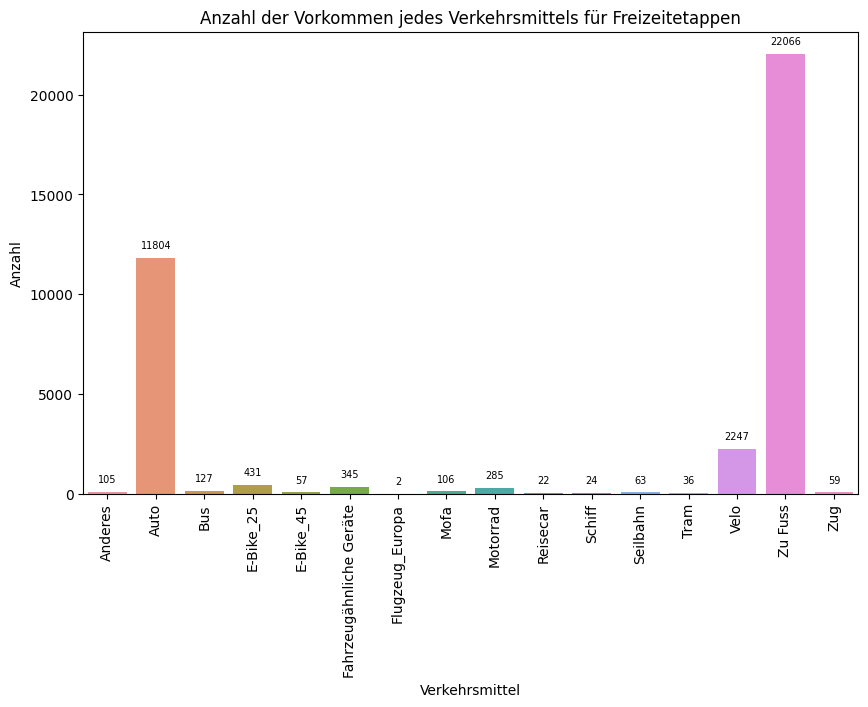 Anzahl der Vorkommen jedes Verkehrsmittels für Freizeitetappen
Anzahl
20000
15000
10000
5000
0
105
11804
127
431
57
345
2
106
285
22
24
63
36
2247
22066
59
Anderes
Auto
Bus
E-Bike_25
E-Bike_45
Fahrzeugähnliche Geräte
Flugzeug_Europa
Mofa
Motorrad
Reisecar
Schiff
Seilbahn
Tram
Velo
Zu Fuss
Zug
Verkehrsmittel